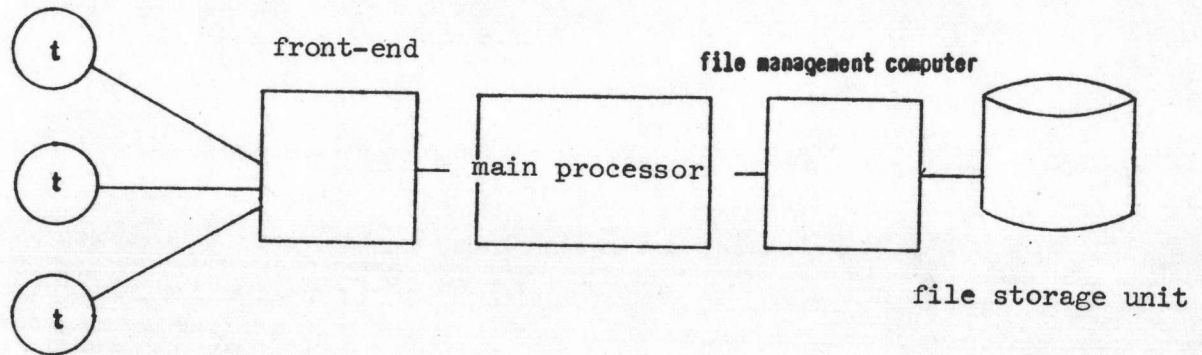 t
front-end
file management computer
t
main processor
t
file storage unit